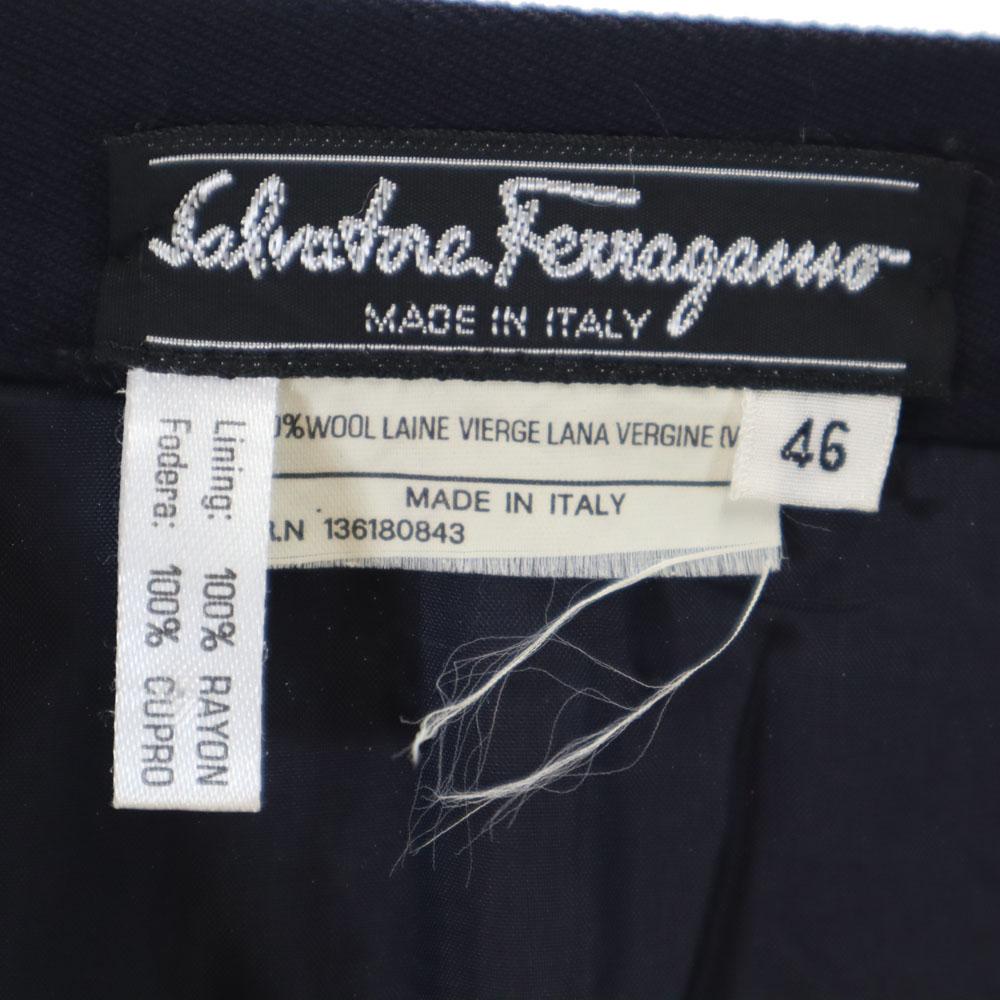 Salvatore Ferragamo
MADE IN ITALY
0% WOOL LAINE VIERGE LANA VERGINE (V
46
MADE IN ITALY
.N 136180843
Lining: 100% RAYON
Fodera: 100% CUPRO